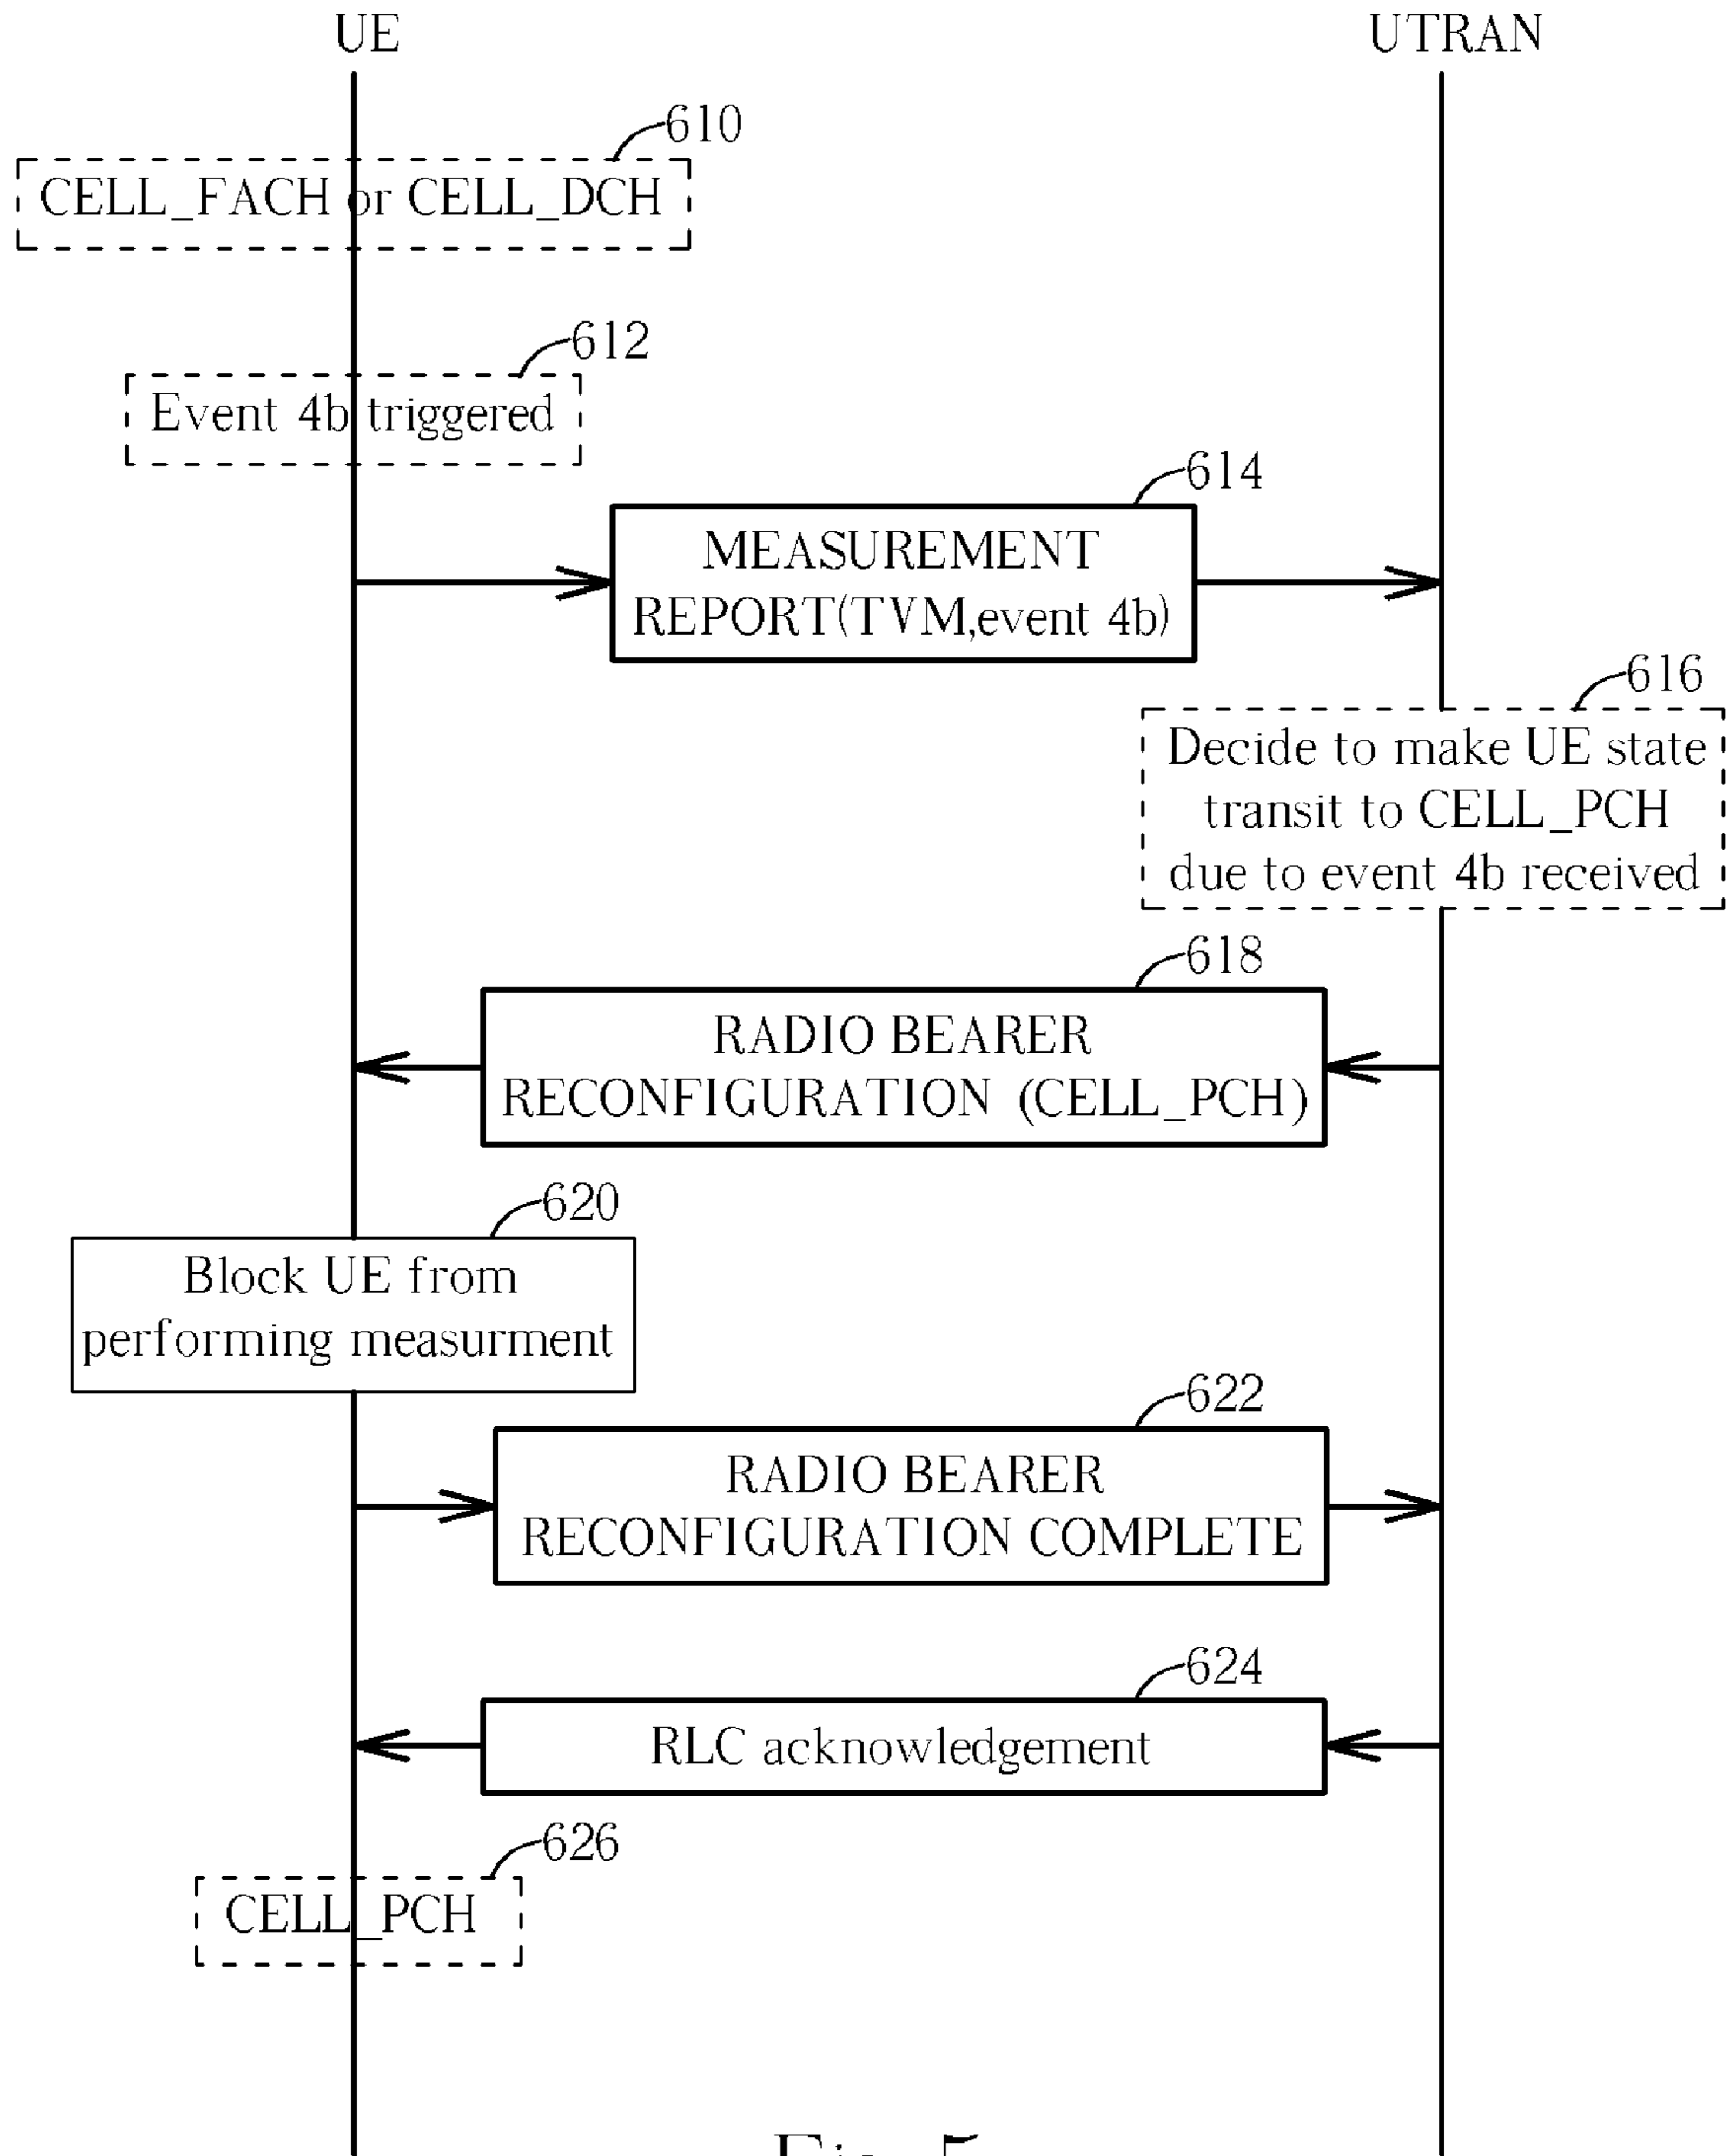 UE
UTRAN
610
CELL_FACH or CELL_DCH
612
Event 4b triggered
614
MEASUREMENT
REPORT(TVM,event 4b)
616
Decide to make UE state
transit to CELL_PCH
due to event 4b received
618
RADIO BEARER
RECONFIGURATION (CELL_PCH)
620
Block UE from
performing measurment
622
RADIO BEARER
RECONFIGURATION COMPLETE
624
RLC acknowledgement
626
CELL_PCH